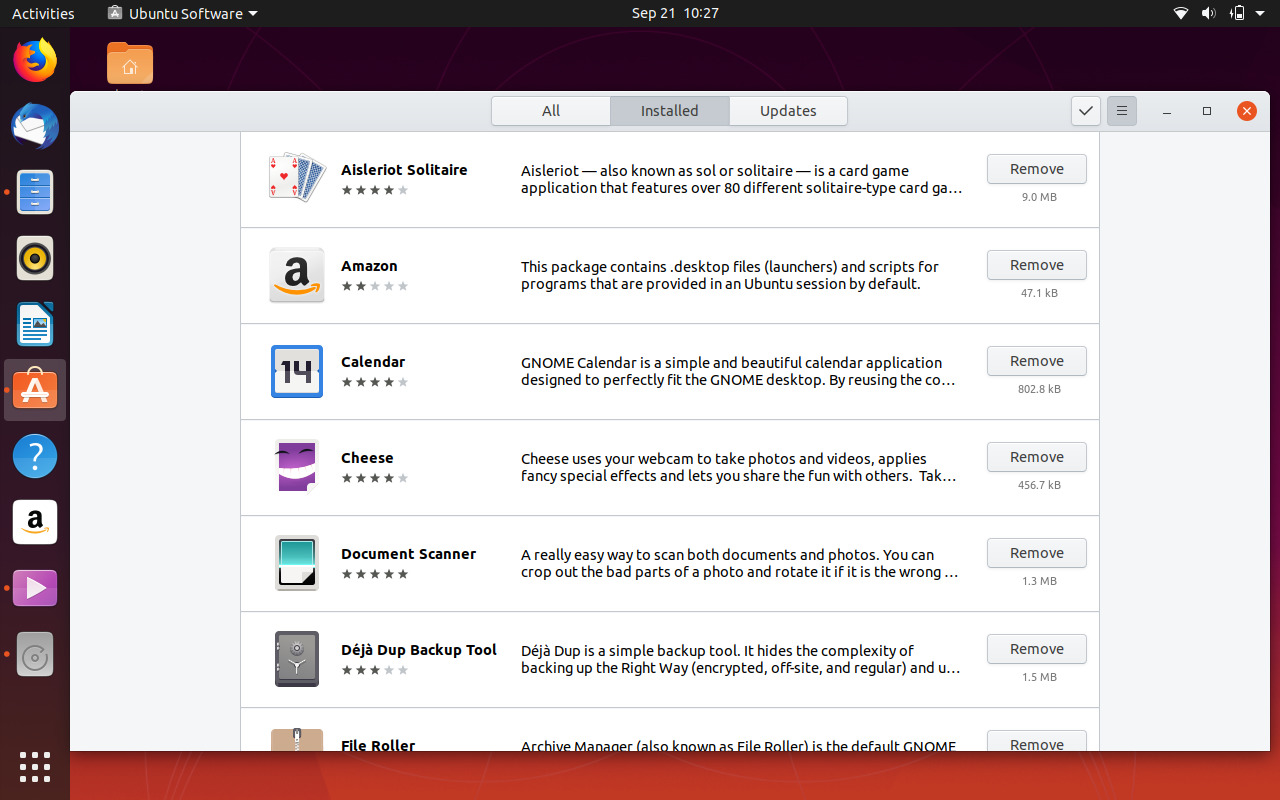 Activities
Ubuntu Software
Sep 21 10:27
All
Installed
Updates
Aisleriot Solitaire
Aisleriot — also known as sol or solitaire — is a card game
application that features over 80 different solitaire-type card ga…
Remove
9.0 MB
Amazon
This package contains .desktop files (launchers) and scripts for
programs that are provided in an Ubuntu session by default.
Remove
47.1 kB
14
Calendar
GNOME Calendar is a simple and beautiful calendar application
designed to perfectly fit the GNOME desktop. By reusing the co…
Remove
802.8 kB
Cheese
Cheese uses your webcam to take photos and videos, applies
fancy special effects and lets you share the fun with others.  Tak…
Remove
456.7 kB
Document Scanner
A really easy way to scan both documents and photos. You can
crop out the bad parts of a photo and rotate it if it is the wrong …
Remove
1.3 MB
Déjà Dup Backup Tool
Déjà Dup is a simple backup tool. It hides the complexity of
backing up the Right Way (encrypted, off-site, and regular) and u…
Remove
1.5 MB
File Roller
Archive Manager (also known as File Roller) is the default GNOME
Remove